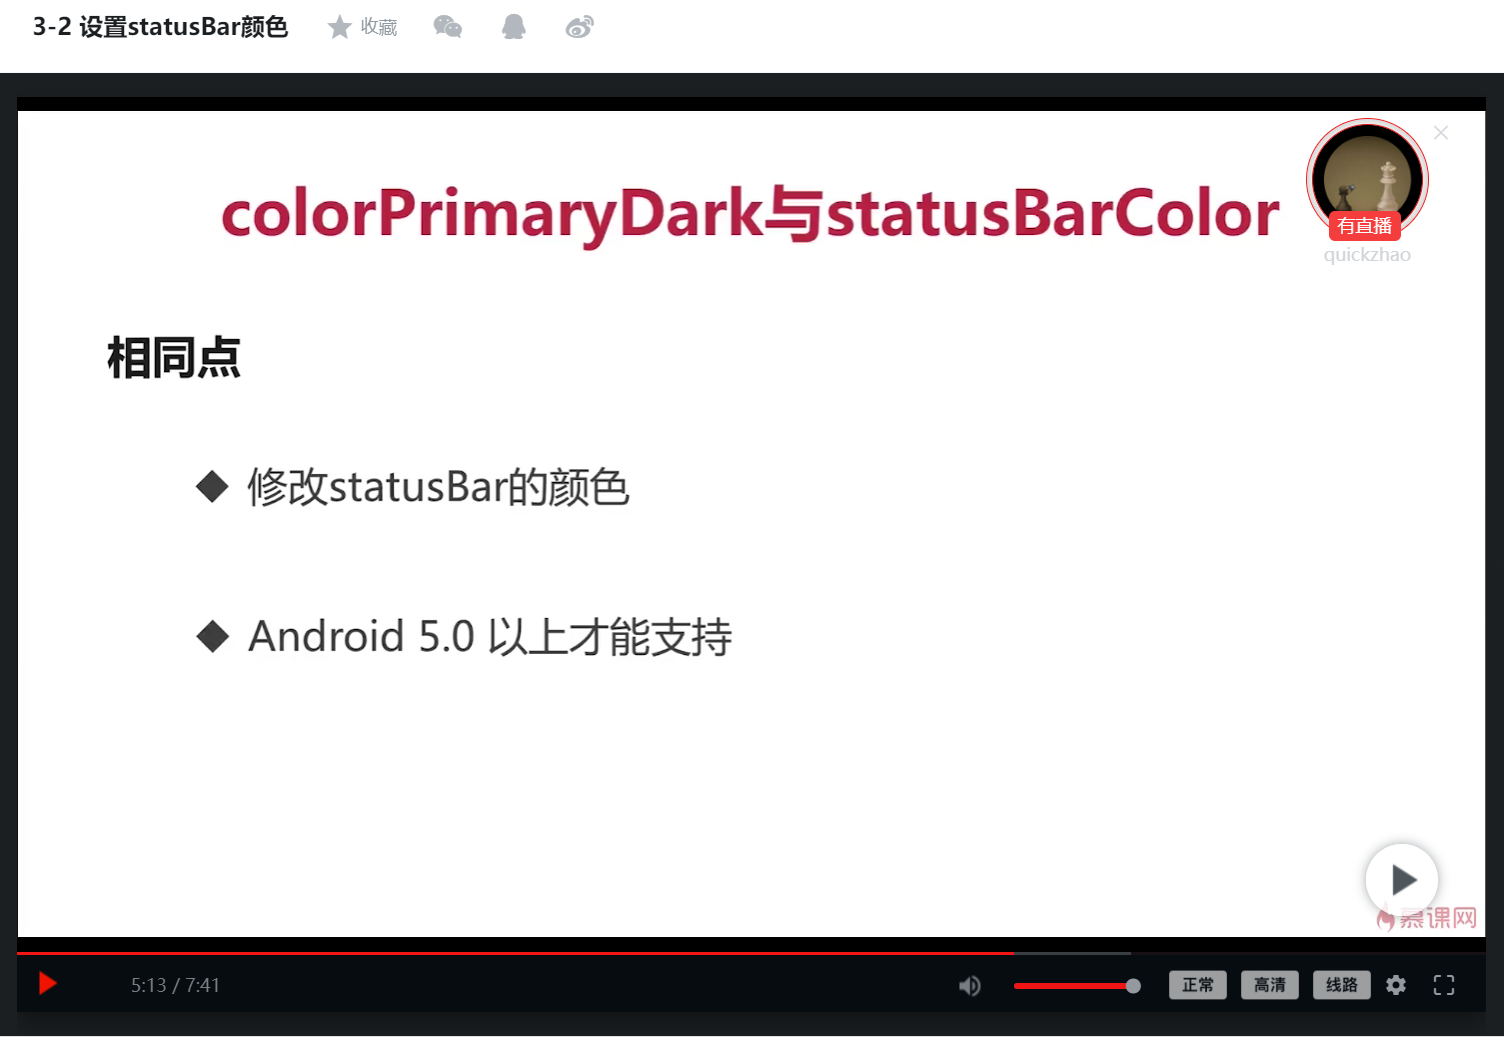 3-2 设置statusBar颜色
收藏
colorPrimaryDark与statusBarColor
有直播
quickzhao
相同点
◆ 修改statusBar的颜色
◆ Android 5.0 以上才能支持
慕课网
5:13 / 7:41
正常
高清
线路